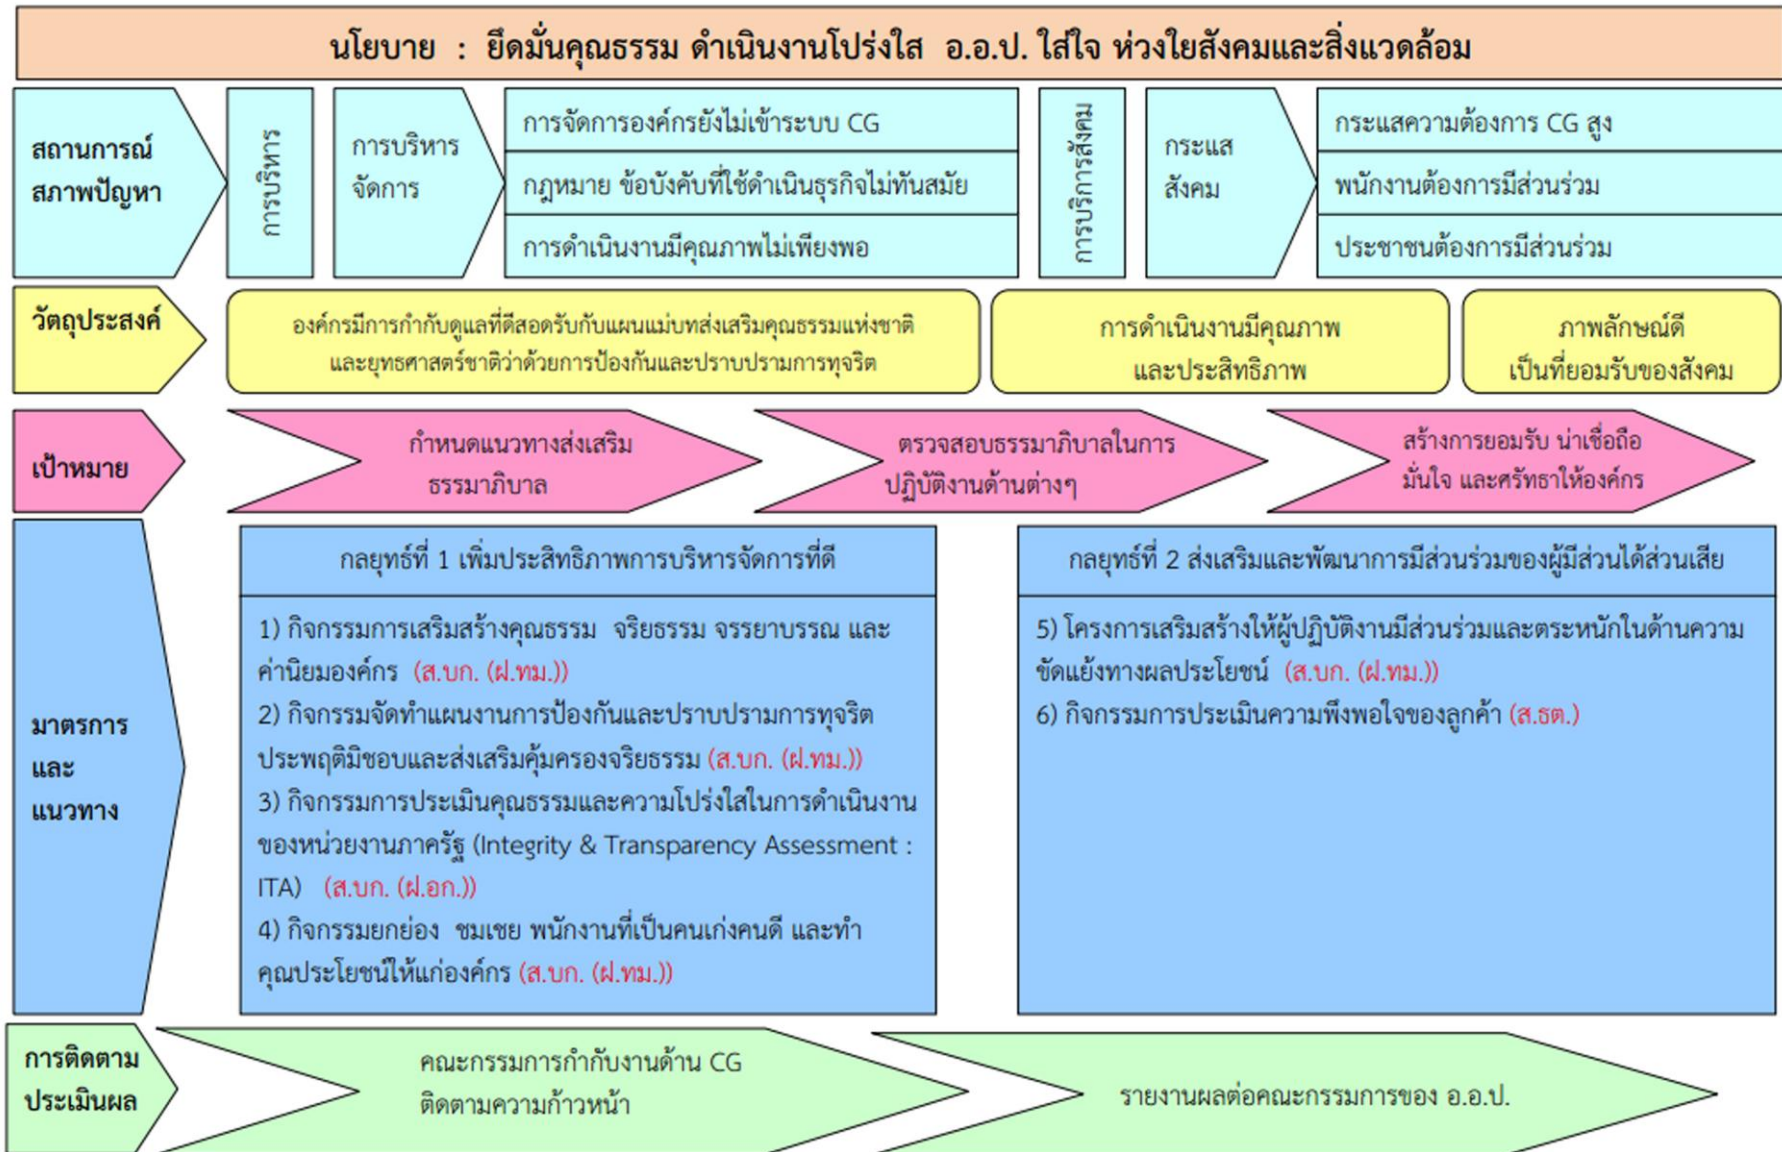 นโยบาย : ยึดมั่นคุณธรรม ดำเนินงานโปร่งใส อ.อ.ป. ใส่ใจ ห่วงใยสังคมและสิ่งแวดล้อม
สถานการณ์
สภาพปัญหา
การบริหาร
การบริหาร
จัดการ
การจัดการองค์กรยังไม่เข้าระบบ CG
กฎหมาย ข้อบังคับที่ใช้ดำเนินธุรกิจไม่ทันสมัย
การดำเนินงานมีคุณภาพไม่เพียงพอ
การบริการสังคม
กระแส
สังคม
กระแสความต้องการ CG สูง
พนักงานต้องการมีส่วนร่วม
ประชาชนต้องการมีส่วนร่วม
วัตถุประสงค์
องค์กรมีการกำกับดูแลที่ดีสอดรับกับแผนแม่บทส่งเสริมคุณธรรมแห่งชาติ
และยุทธศาสตร์ชาติว่าด้วยการป้องกันและปราบปรามการทุจริต
การดำเนินงานมีคุณภาพ
และประสิทธิภาพ
ภาพลักษณ์ดี
เป็นที่ยอมรับของสังคม
เป้าหมาย
กำหนดแนวทางส่งเสริม
ธรรมาภิบาล
ตรวจสอบธรรมาภิบาลในการ
ปฏิบัติงานด้านต่างๆ
สร้างการยอมรับ น่าเชื่อถือ
มั่นใจ และศรัทธาให้องค์กร
มาตรการ
และ
แนวทาง
กลยุทธ์ที่ 1 เพิ่มประสิทธิภาพการบริหารจัดการที่ดี
1) กิจกรรมการเสริมสร้างคุณธรรม จริยธรรม จรรยาบรรณ และ
ค่านิยมองค์กร (ส.บก. (ฝ.ทม.))
2) กิจกรรมจัดทำแผนงานการป้องกันและปราบปรามการทุจริต
ประพฤติมิชอบและส่งเสริมคุ้มครองจริยธรรม (ส.บก. (ฝ.ทม.))
3) กิจกรรมการประเมินคุณธรรมและความโปร่งใสในการดำเนินงาน
ของหน่วยงานภาครัฐ (Integrity & Transparency Assessment :
ITA) (ส.บก. (ฝ.อก.))
4) กิจกรรมยกย่อง ชมเชย พนักงานที่เป็นคนเก่งคนดี และทำ
คุณประโยชน์ให้แก่องค์กร (ส.บก. (ฝ.ทม.))
กลยุทธ์ที่ 2 ส่งเสริมและพัฒนาการมีส่วนร่วมของผู้มีส่วนได้ส่วนเสีย
5) โครงการเสริมสร้างให้ผู้ปฏิบัติงานมีส่วนร่วมและตระหนักในด้านความ
ขัดแย้งทางผลประโยชน์ (ส.บก. (ฝ.ทม.))
6) กิจกรรมการประเมินความพึงพอใจของลูกค้า (ส.ธต.)
การติดตาม
ประเมินผล
คณะกรรมการกำกับงานด้าน CG
ติดตามความก้าวหน้า
รายงานผลต่อคณะกรรมการของ อ.อ.ป.